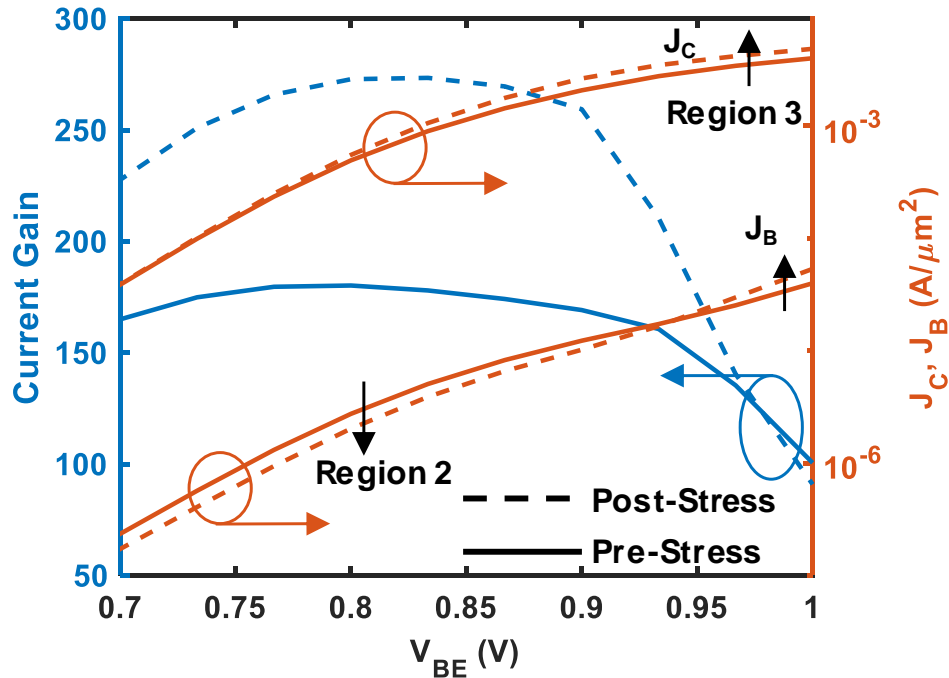 300
250
200
150
100
50
Current Gain
0.7
0.75
0.8
0.85
0.9
0.95
1
V_BE (V)
10^-3
10^-6
J_C, J_B (A/μm^2)
J_C
Region 3
J_B
Region 2
Post-Stress
Pre-Stress